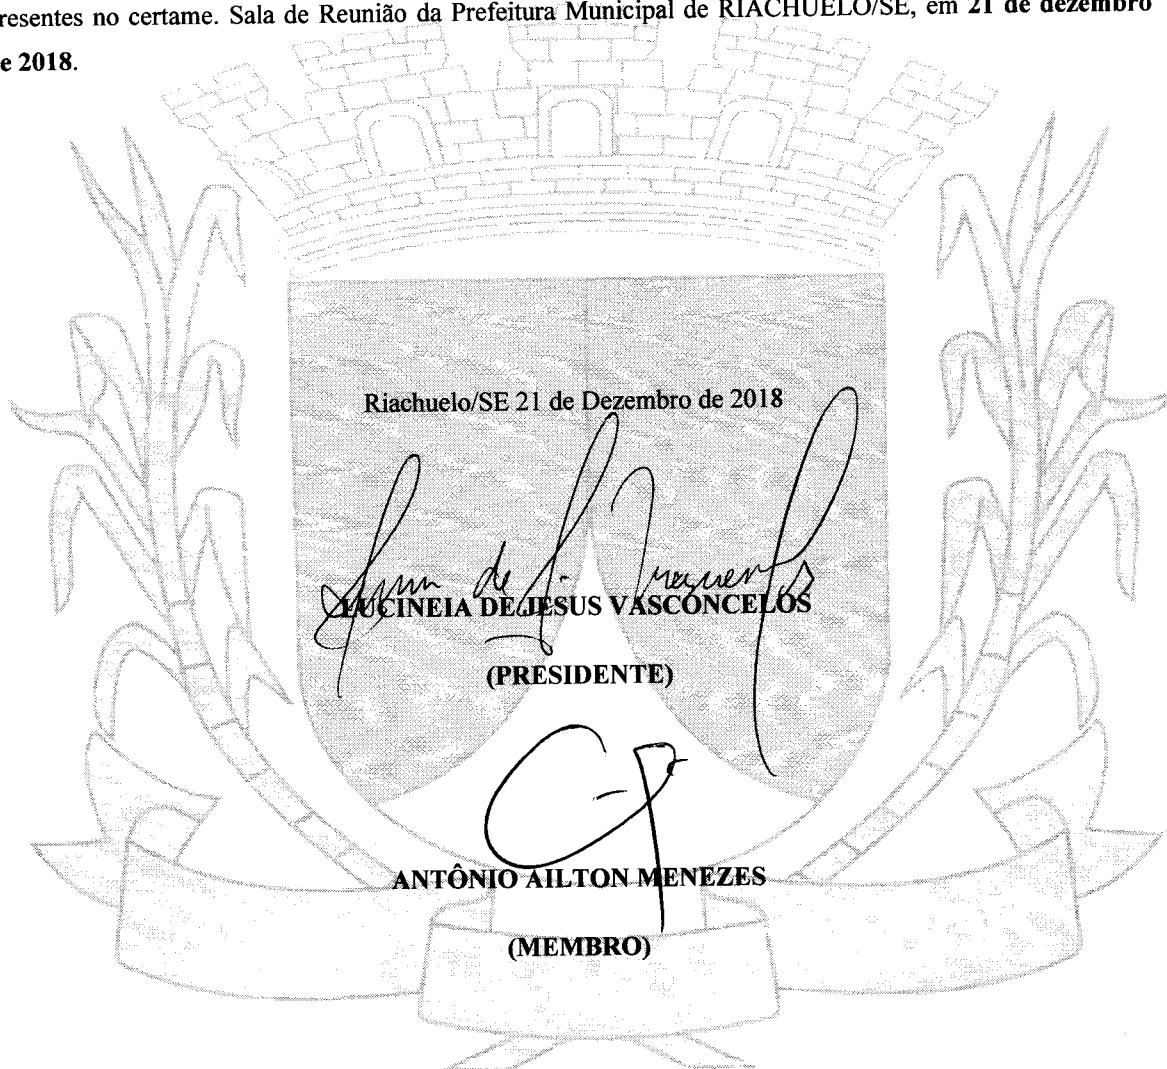 resentes no certame. Sala de Reunião da Prefeitura Municipal de RIACHUELO/SE, em 21 de dezembro
e 2018.
Riachuelo/SE 21 de Dezembro de 2018
LUCINEIA DE JESUS VASCONCELOS
(PRESIDENTE)
ANTÔNIO AILTON MENEZES
(MEMBRO)